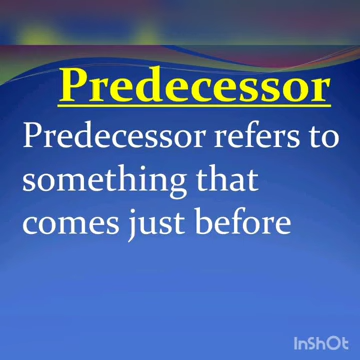 Predecessor
Predecessor refers to
something that
comes just before
InShOt